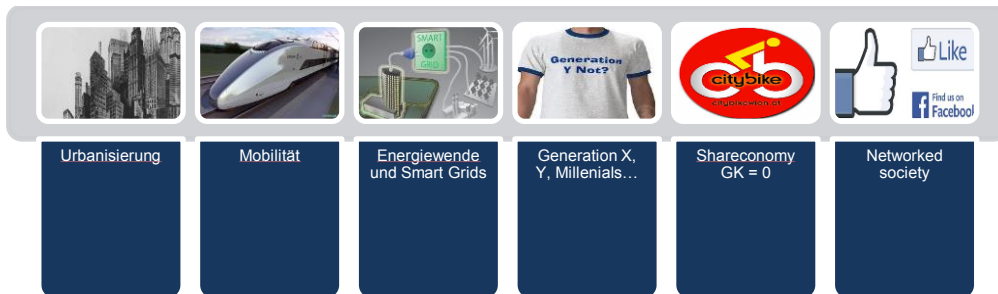 SMART
GRID
Generation
Y Not?
citybike
citybikewien.at
Like
Find us on
Facebook
Urbanisierung
Mobilität
Energiewende
und Smart Grids
Generation X,
Y, Millenials…
Shareconomy
GK = 0
Networked
society